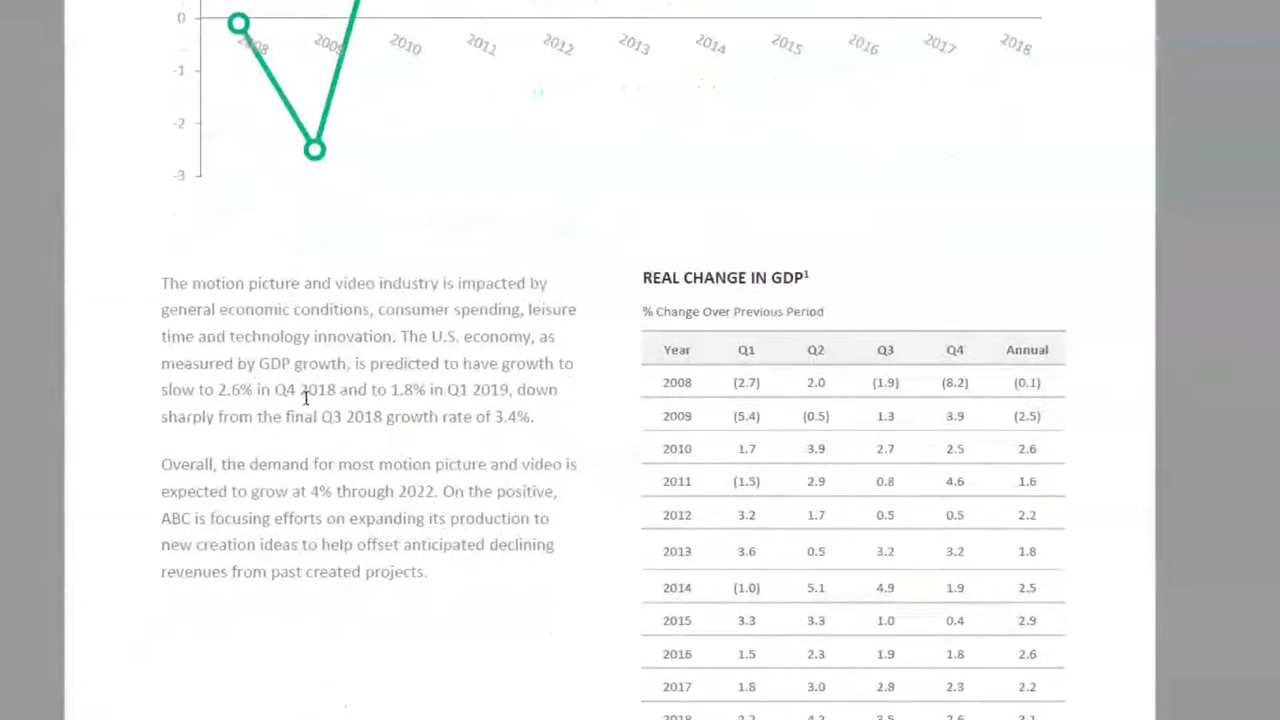 0
2008 2009 2010 2011 2012 2013 2014 2015 2016 2017 2018
-1
-2
-3
The motion picture and video industry is impacted by
general economic conditions, consumer spending, leisure
time and technology innovation. The U.S. economy, as
measured by GDP growth, is predicted to have growth to
slow to 2.6% in Q4 2018 and to 1.8% in Q1 2019, down
sharply from the final Q3 2018 growth rate of 3.4%.
Overall, the demand for most motion picture and video is
expected to grow at 4% through 2022. On the positive,
ABC is focusing efforts on expanding its production to
new creation ideas to help offset anticipated declining
revenues from past created projects.
REAL CHANGE IN GDP¹
% Change Over Previous Period
Year Q1 Q2 Q3 Q4 Annual
2008 (2.7) 2.0 (1.9) (8.2) (0.1)
2009 (5.4) (0.5) 1.3 3.9 (2.5)
2010 1.7 3.9 2.7 2.5 2.6
2011 (1.5) 2.9 0.8 4.6 1.6
2012 3.2 1.7 0.5 0.5 2.2
2013 3.6 0.5 3.2 3.2 1.8
2014 (1.0) 5.1 4.9 1.9 2.5
2015 3.3 3.3 1.0 0.4 2.9
2016 1.5 2.3 1.9 1.8 2.6
2017 1.8 3.0 2.8 2.3 2.2
2018